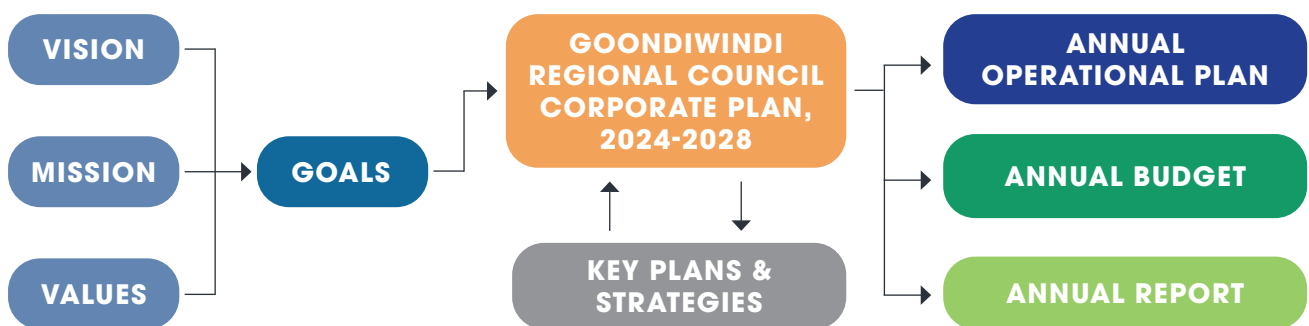 VISION
MISSION
VALUES
GOALS
GOONDIWINDI
REGIONAL COUNCIL
CORPORATE PLAN,
2024-2028
KEY PLANS &
STRATEGIES
ANNUAL
OPERATIONAL PLAN
ANNUAL BUDGET
ANNUAL REPORT